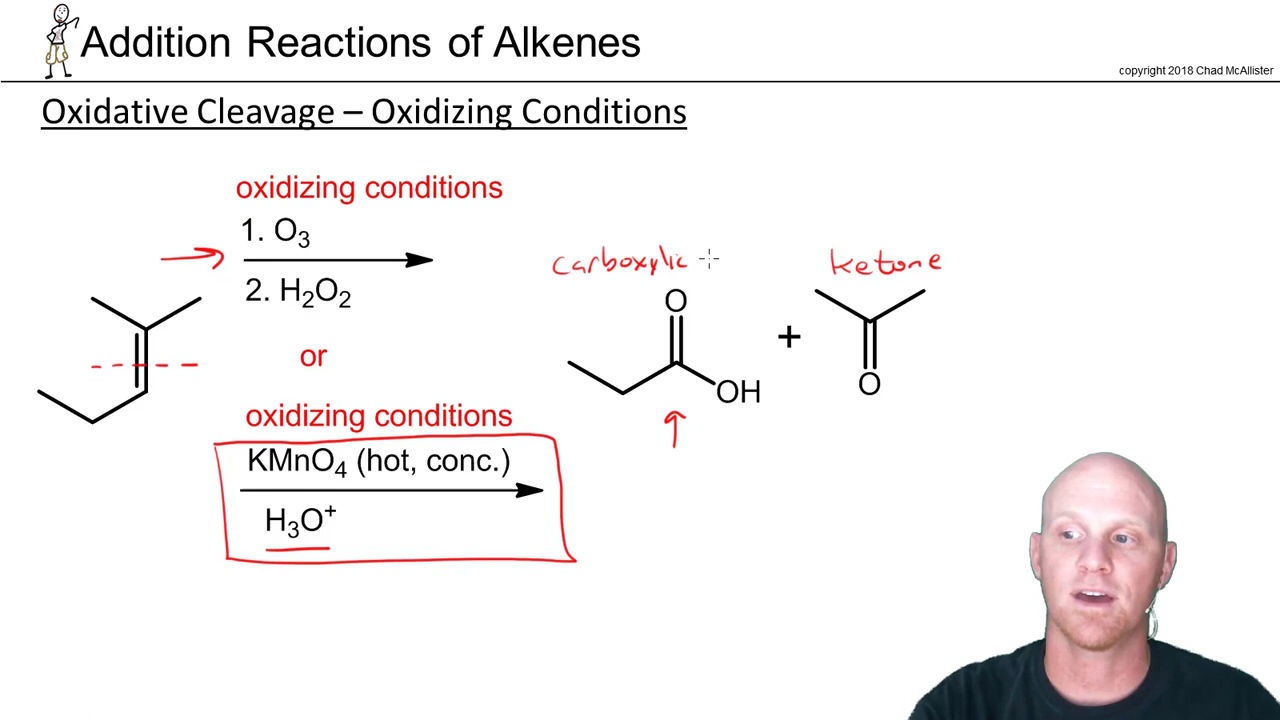 Addition Reactions of Alkenes
copyright 2018 Chad McAllister
Oxidative Cleavage – Oxidizing Conditions
oxidizing conditions
1. O₃
2. H₂O₂
or
oxidizing conditions
KMnO₄ (hot, conc.)
H₃O⁺
carboxylic
O
OH
+
ketone
O